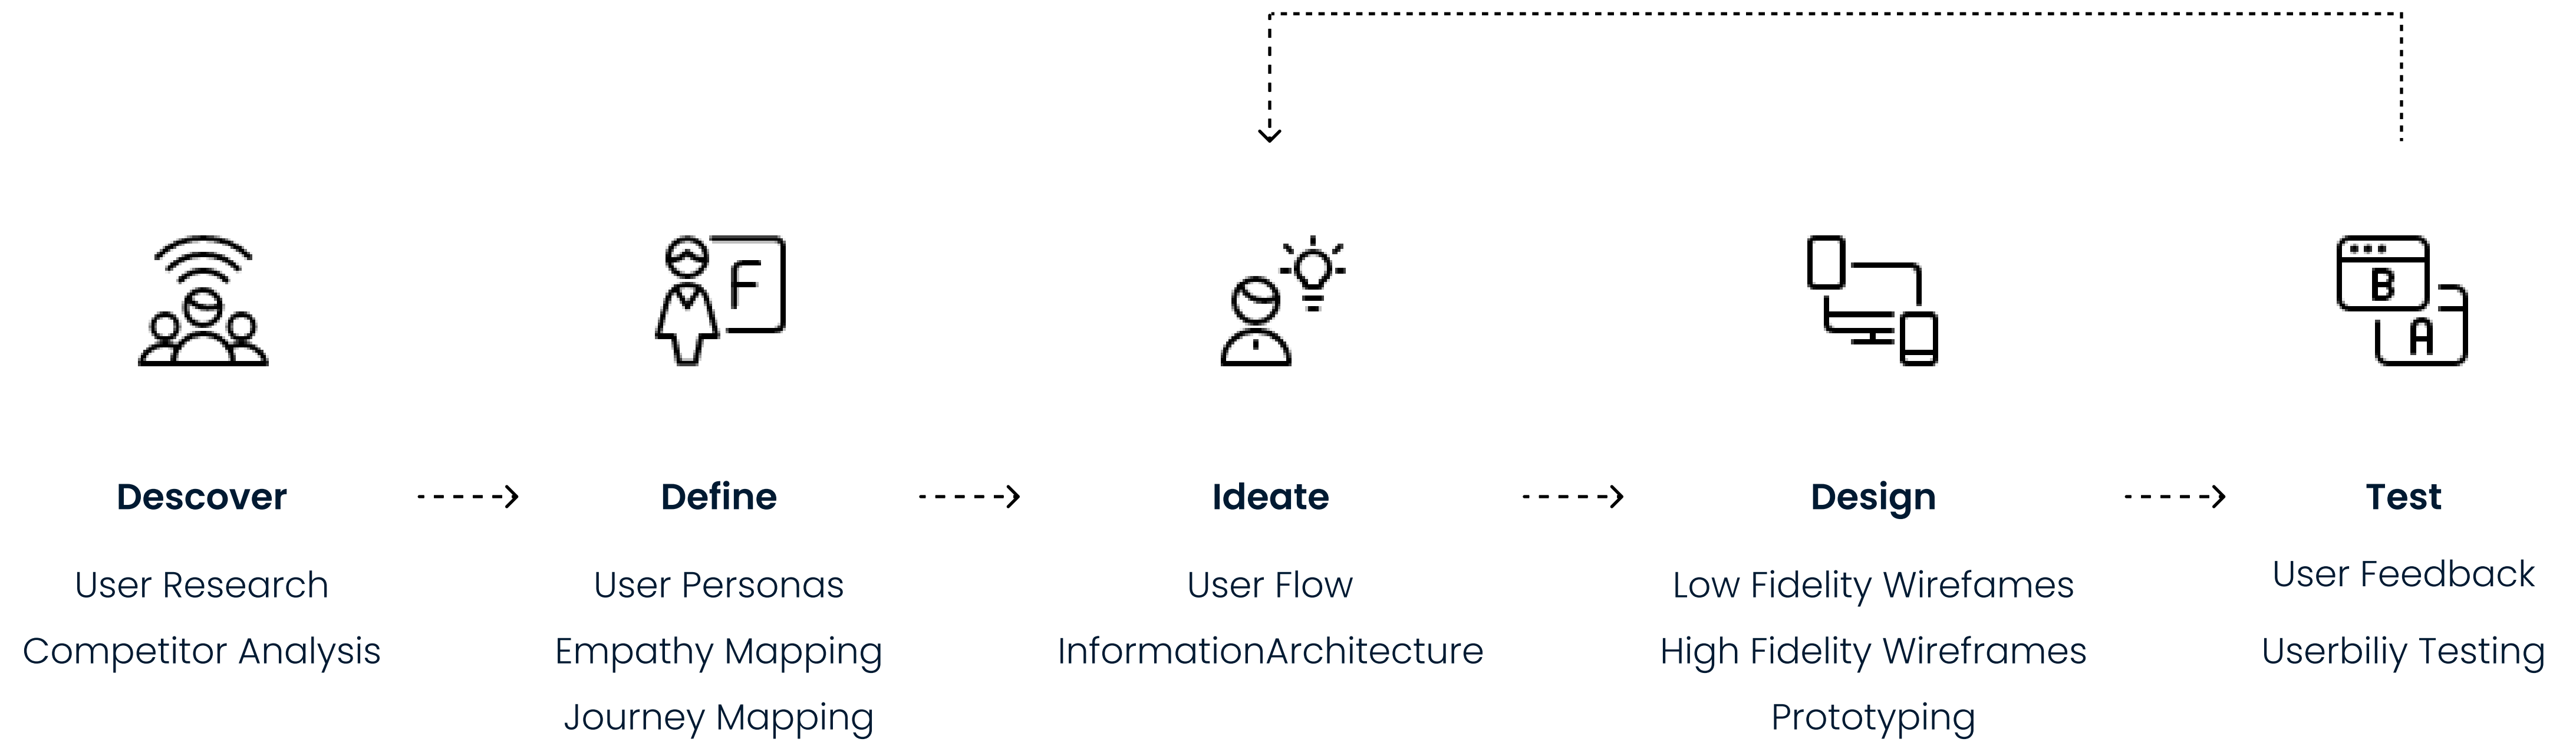 F
B
A
Descover
Define
Ideate
Design
Test
User Research
Competitor Analysis
User Personas
Empathy Mapping
Journey Mapping
User Flow
InformationArchitecture
Low Fidelity Wirefames
High Fidelity Wireframes
Prototyping
User Feedback
Userbiliy Testing